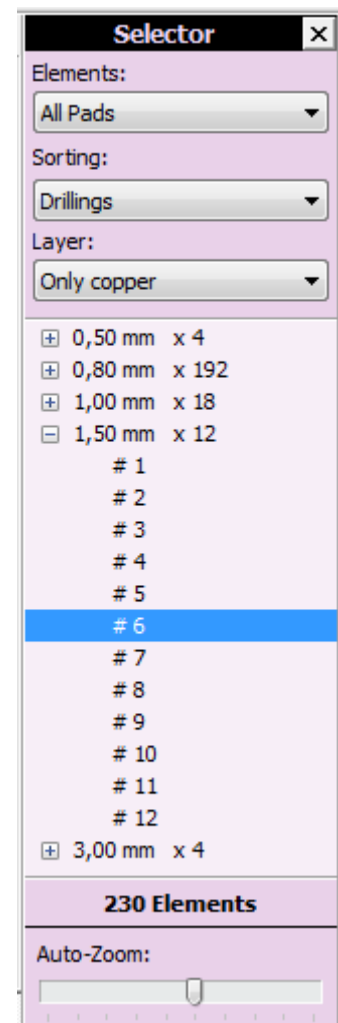 Selector
Elements:
All Pads
Sorting:
Drillings
Layer:
Only copper
0,50 mm x 4
0,80 mm x 192
1,00 mm x 18
1,50 mm x 12
# 1
# 2
# 3
# 4
# 5
# 6
# 7
# 8
# 9
# 10
# 11
# 12
3,00 mm x 4
230 Elements
Auto-Zoom: